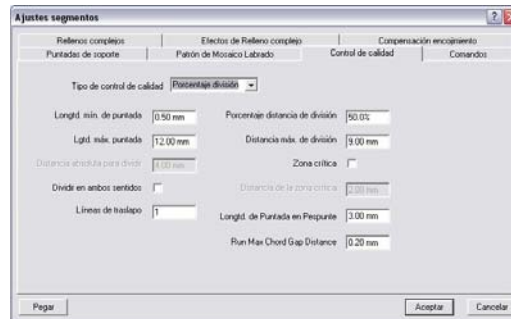 Ajustes segmentos
Rellenos complejos Efectos de Relleno complejo Compensación encojimiento
Puntadas de soporte Patrón de Mosaico Labrado Control de calidad Comandos
Tipo de control de calidad Porcentaje división
Longtd. mín. de puntada 0.50 mm Porcentaje distancia de división 50.0%
Lgtd. máx. puntada 12.00 mm Distancia máx. de división 9.00 mm
Distancia absoluta para dividir 4.00 mm Zona crítica
Dividir en ambos sentidos Distancia de la zona crítica 2.00 mm
Líneas de traslapo 1 Longtd. de Puntada en Pespunte 3.00 mm
Run Max Chord Gap Distance 0.20 mm
Pegar Aceptar Cancelar